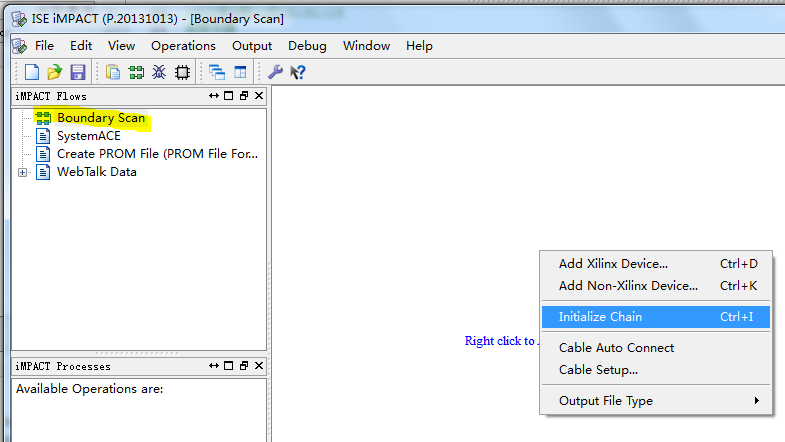 ISE iMPACT (P.20131013) - [Boundary Scan]
File Edit View Operations Output Debug Window Help
iMPACT Flows
Boundary Scan
SystemACE
Create PROM File (PROM File For...
WebTalk Data
Add Xilinx Device... Ctrl+D
Add Non-Xilinx Device... Ctrl+K
Initialize Chain Ctrl+I
Right click to
Cable Auto Connect
Cable Setup...
Output File Type
iMPACT Processes
Available Operations are: